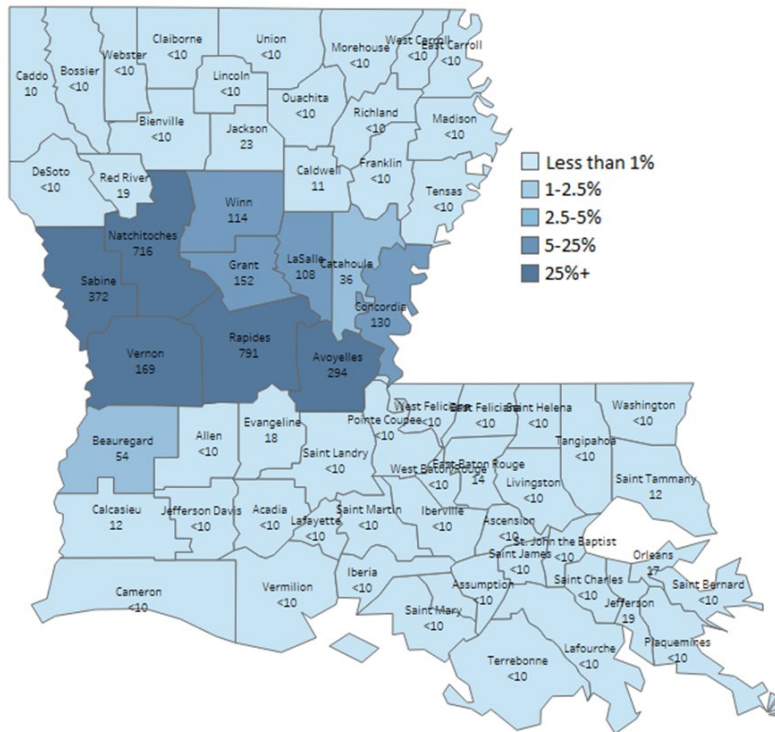 Caddo
10
Bossier
<10
Webster
<10
Claiborne
<10
Union
<10
Morehouse
<10
West Carroll
<10
East Carroll
<10
Lincoln
<10
Ouachita
<10
Richland
<10
Madison
<10
Bienville
<10
Jackson
23
Caldwell
11
Franklin
<10
Tensas
<10
DeSoto
<10
Red River
19
Natchitoches
716
Winn
114
LaSalle
108
Catahoula
36
Concordia
130
Sabine
372
Grant
152
Vernon
169
Rapides
791
Avoyelles
294
Less than 1%
1-2.5%
2.5-5%
5-25%
25%+
Beauregard
54
Allen
<10
Evangeline
18
Saint Landry
<10
Pointe Coupee
<10
West Feliciana
<10
East Feliciana
<10
Saint Helena
<10
Tangipahoa
<10
Washington
<10
West Baton Rouge
<10
East Baton Rouge
14
Livingston
<10
Saint Tammany
12
Calcasieu
12
Jefferson Davis
<10
Acadia
<10
Lafayette
<10
Saint Martin
<10
Iberville
<10
Ascension
<10
St. John the Baptist
<10
Saint James
<10
Orleans
17
Saint Bernard
<10
Cameron
<10
Vermilion
<10
Iberia
<10
Saint Mary
<10
Assumption
<10
Saint Charles
<10
Jefferson
19
Plaquemines
<10
Terrebonne
<10
Lafourche
<10